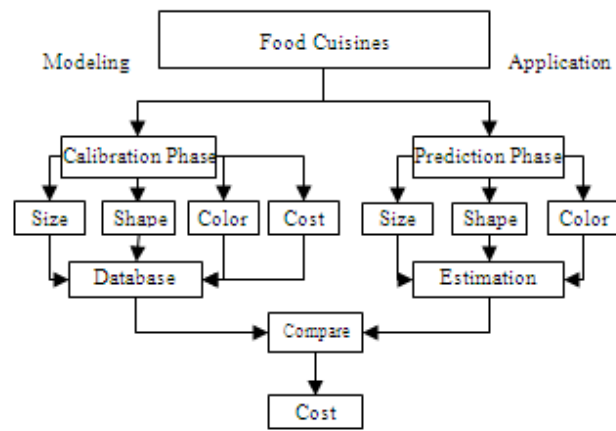 Food Cuisines
Modeling
Application
Calibration Phase
Prediction Phase
Size
Shape
Color
Cost
Size
Shape
Color
Database
Estimation
Compare
Cost